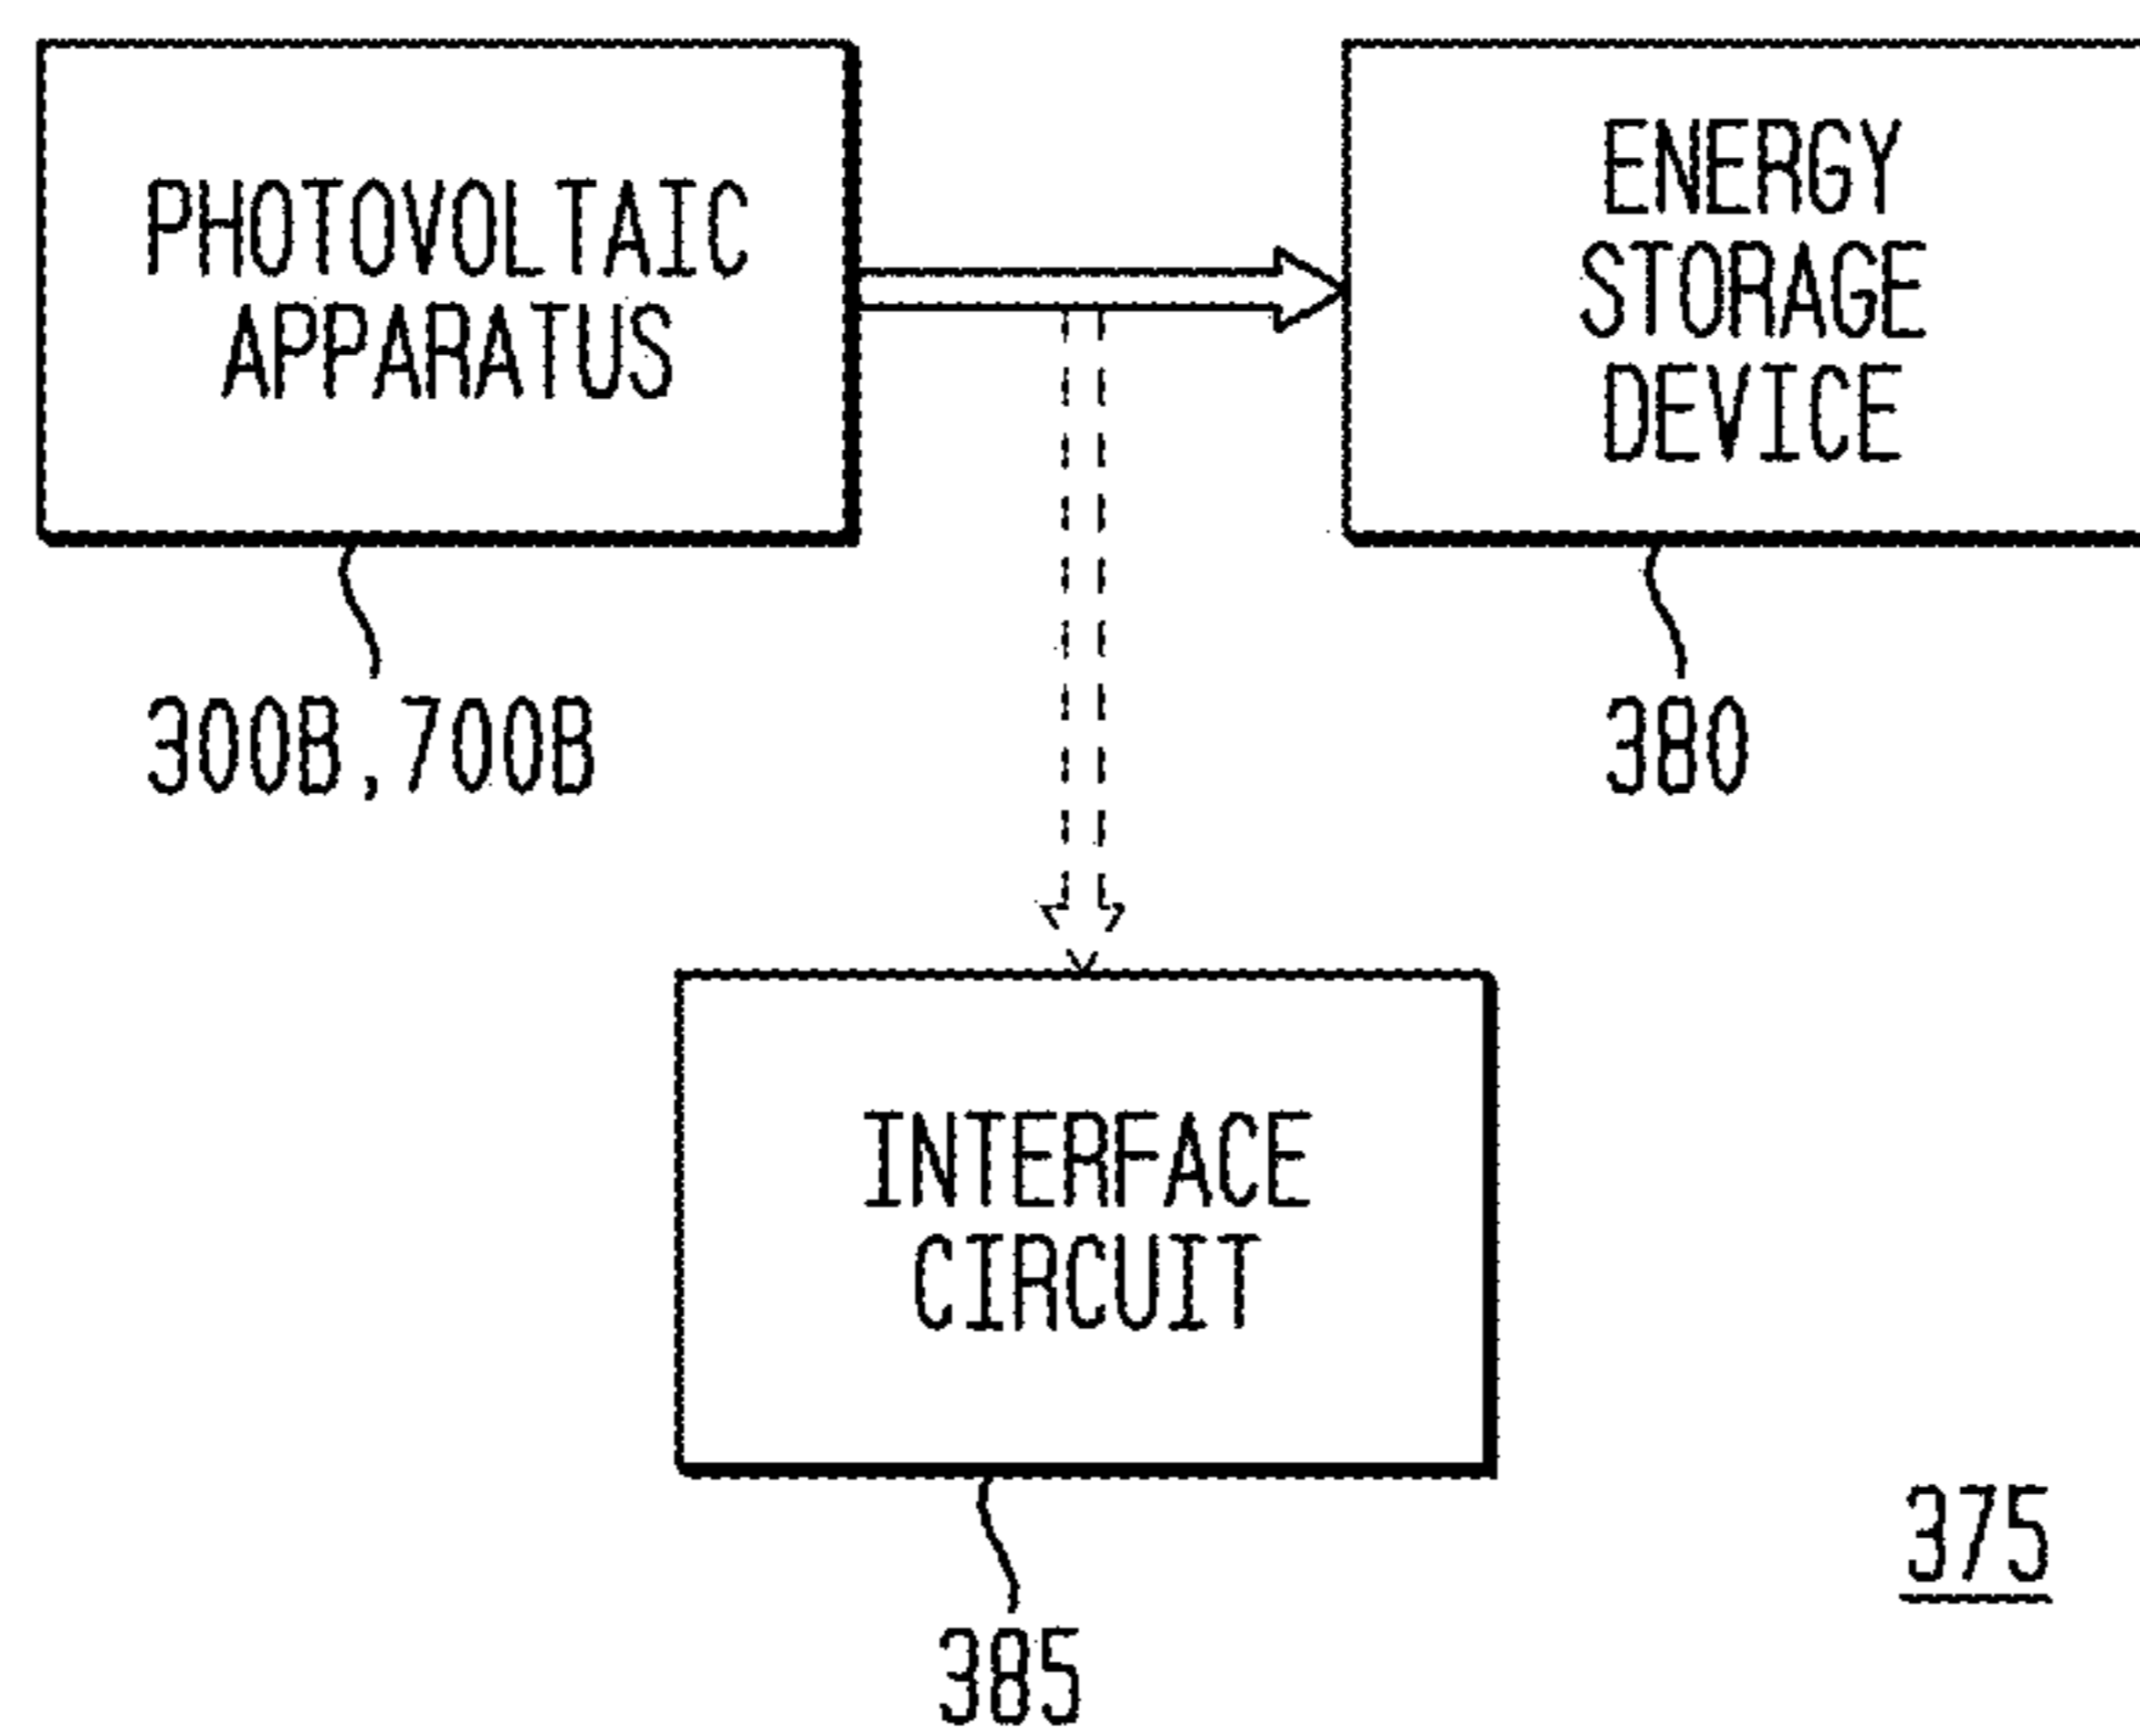 PHOTOVOLTAIC
APPARATUS
300B,700B
ENERGY
STORAGE
DEVICE
380
INTERFACE
CIRCUIT
385
375